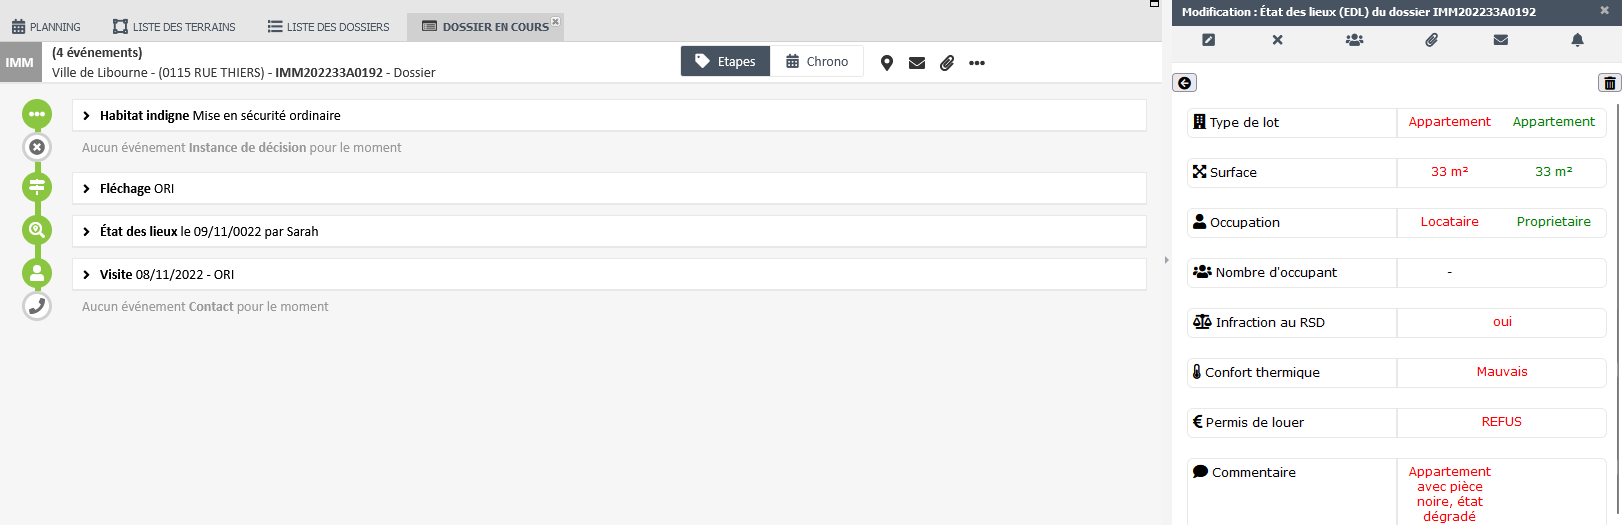 PLANNING
LISTE DES TERRAINS
LISTE DES DOSSIERS
DOSSIER EN COURS
IMM
(4 événements)
Ville de Libourne - (0115 RUE THIERS) - IMM202233A0192 - Dossier
Etapes
Chrono
Habitat indigne Mise en sécurité ordinaire
Aucun événement Instance de décision pour le moment
Fléchage ORI
État des lieux le 09/11/0022 par Sarah
Visite 08/11/2022 - ORI
Aucun événement Contact pour le moment
Modification : État des lieux (EDL) du dossier IMM202233A0192
Type de lot Appartement Appartement
Surface 33 m² 33 m²
Occupation Locataire Proprietaire
Nombre d'occupant -
Infraction au RSD oui
Confort thermique Mauvais
Permis de louer REFUS
Commentaire Appartement
avec pièce
noire, état
dégradé